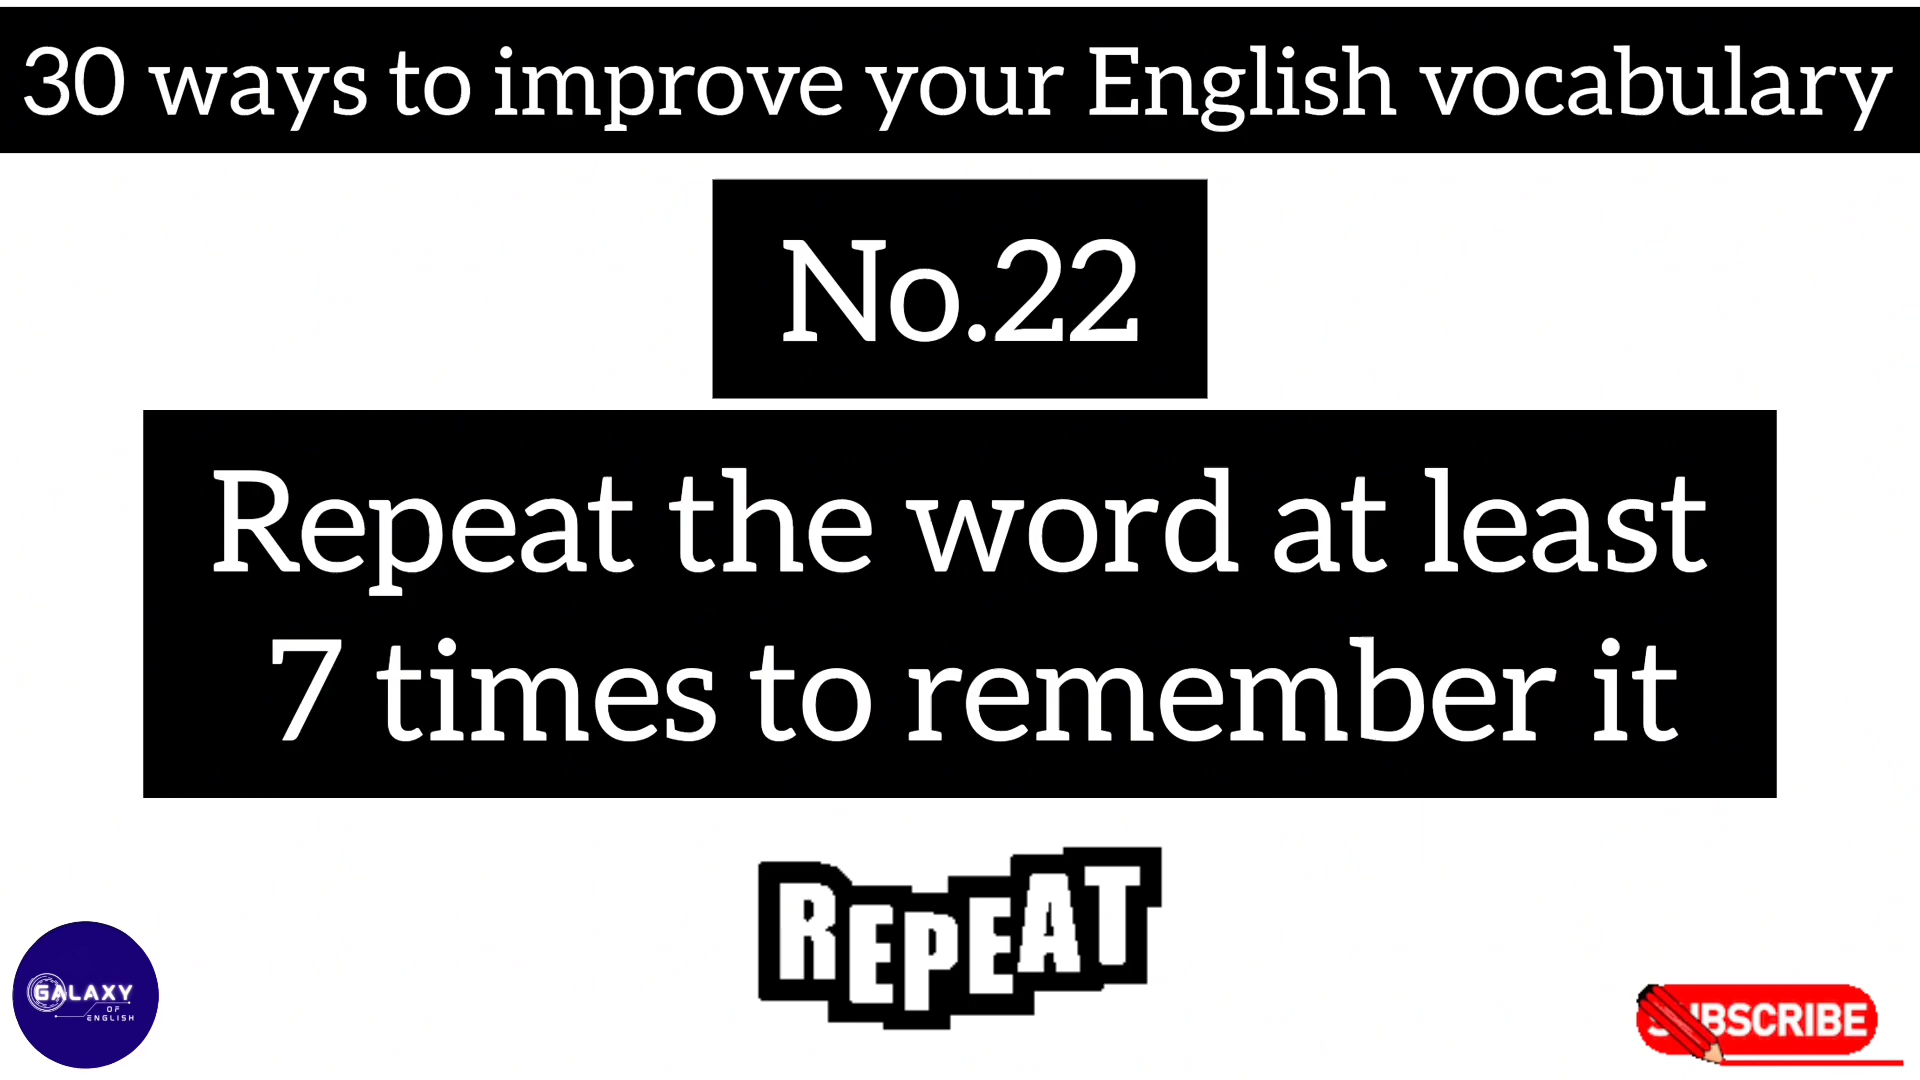 30 ways to improve your English vocabulary
No.22
Repeat the word at least
7 times to remember it
REPEAT
GALAXY
OF
ENGLISH
SUBSCRIBE